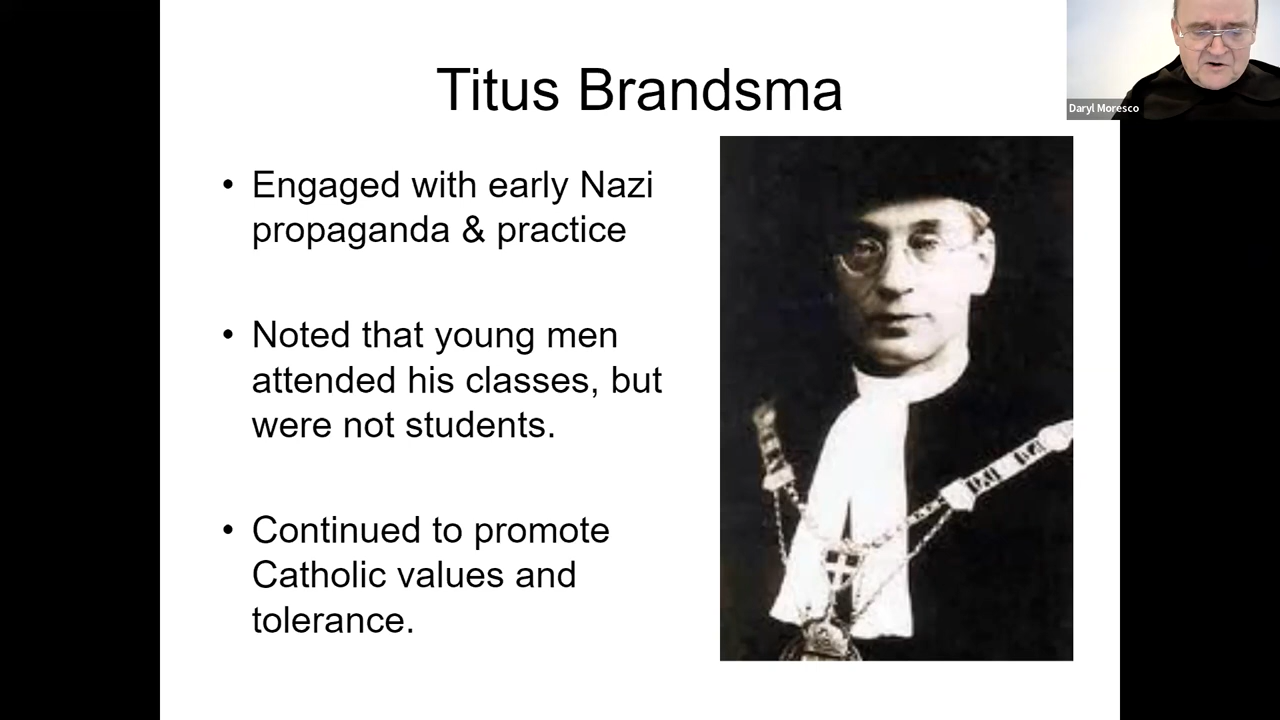 Titus Brandsma
Daryl Moresco
• Engaged with early Nazi
propaganda & practice
• Noted that young men
attended his classes, but
were not students.
• Continued to promote
Catholic values and
tolerance.